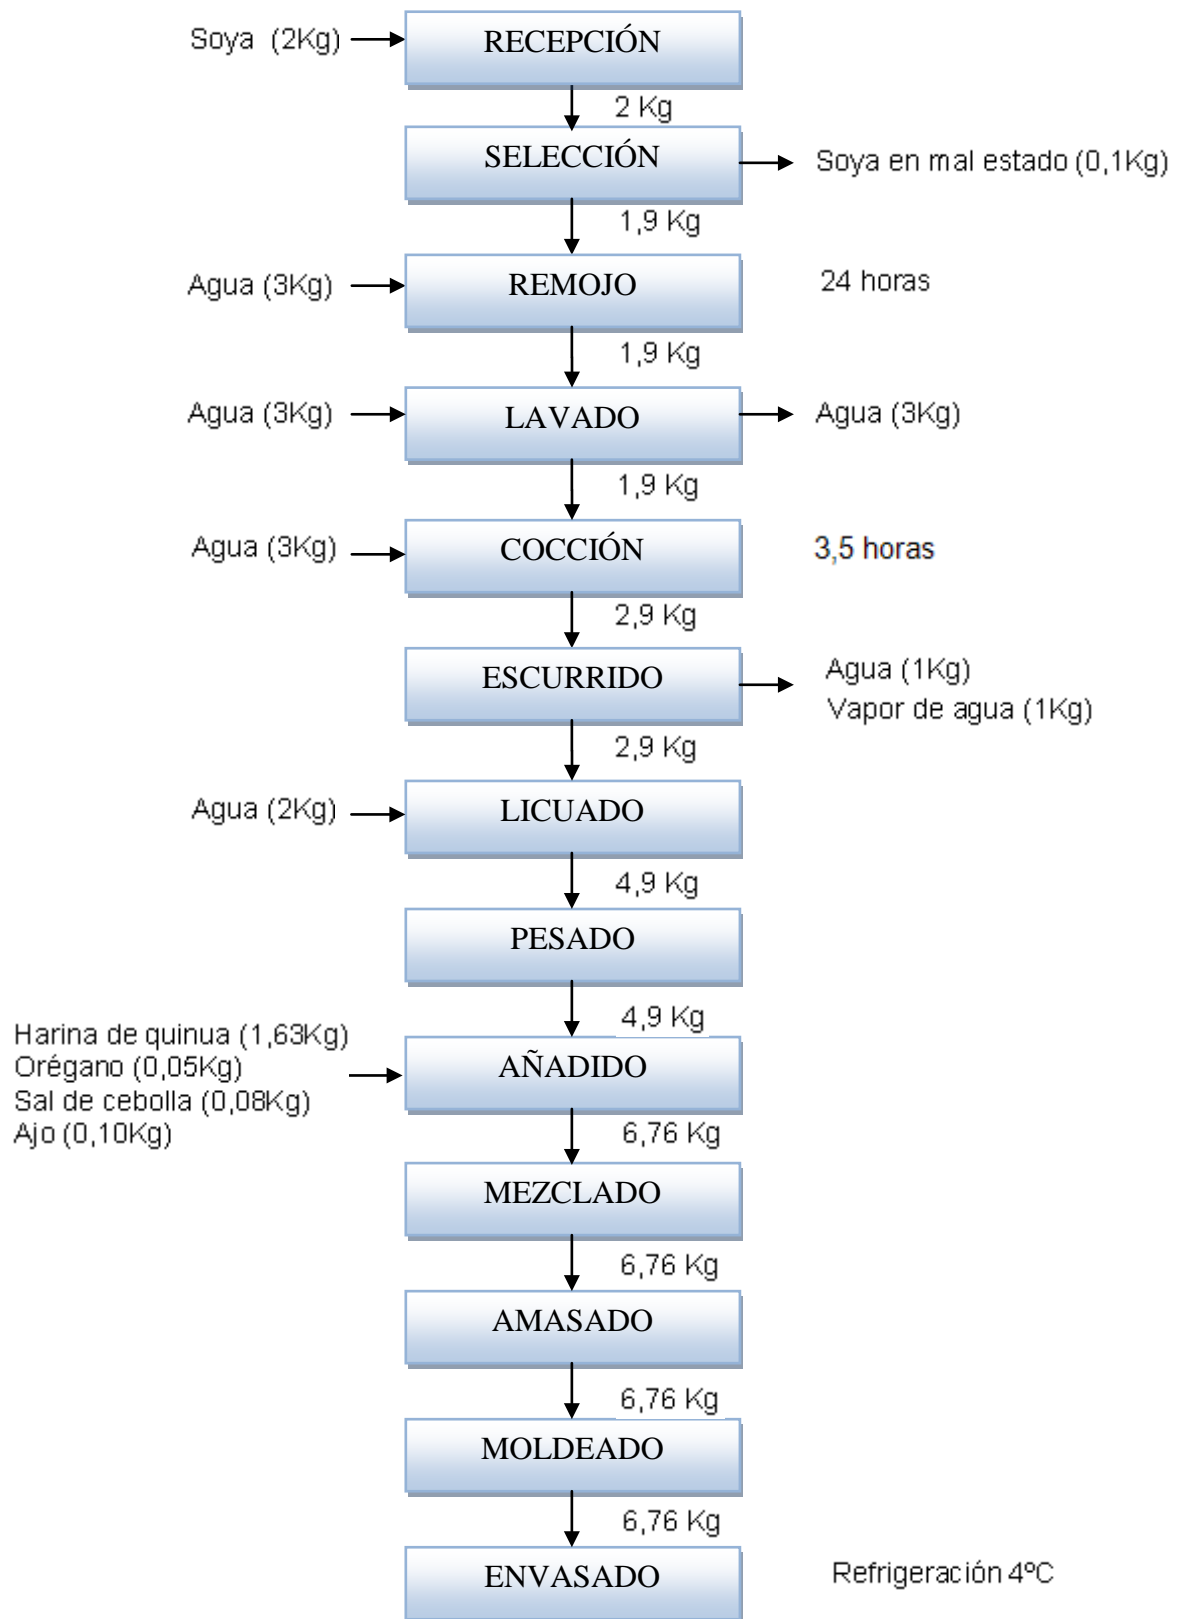 Soya (2Kg)
RECEPCIÓN
2 Kg
SELECCIÓN
Soya en mal estado (0,1Kg)
1,9 Kg
Agua (3Kg)
REMOJO
24 horas
1,9 Kg
Agua (3Kg)
LAVADO
Agua (3Kg)
1,9 Kg
Agua (3Kg)
COCCIÓN
3,5 horas
2,9 Kg
ESCURRIDO
Agua (1Kg)
Vapor de agua (1Kg)
2,9 Kg
Agua (2Kg)
LICUADO
4,9 Kg
PESADO
4,9 Kg
Harina de quinua (1,63Kg)
Orégano (0,05Kg)
Sal de cebolla (0,08Kg)
Ajo (0,10Kg)
AÑADIDO
6,76 Kg
MEZCLADO
6,76 Kg
AMASADO
6,76 Kg
MOLDEADO
6,76 Kg
ENVASADO
Refrigeración 4ºC